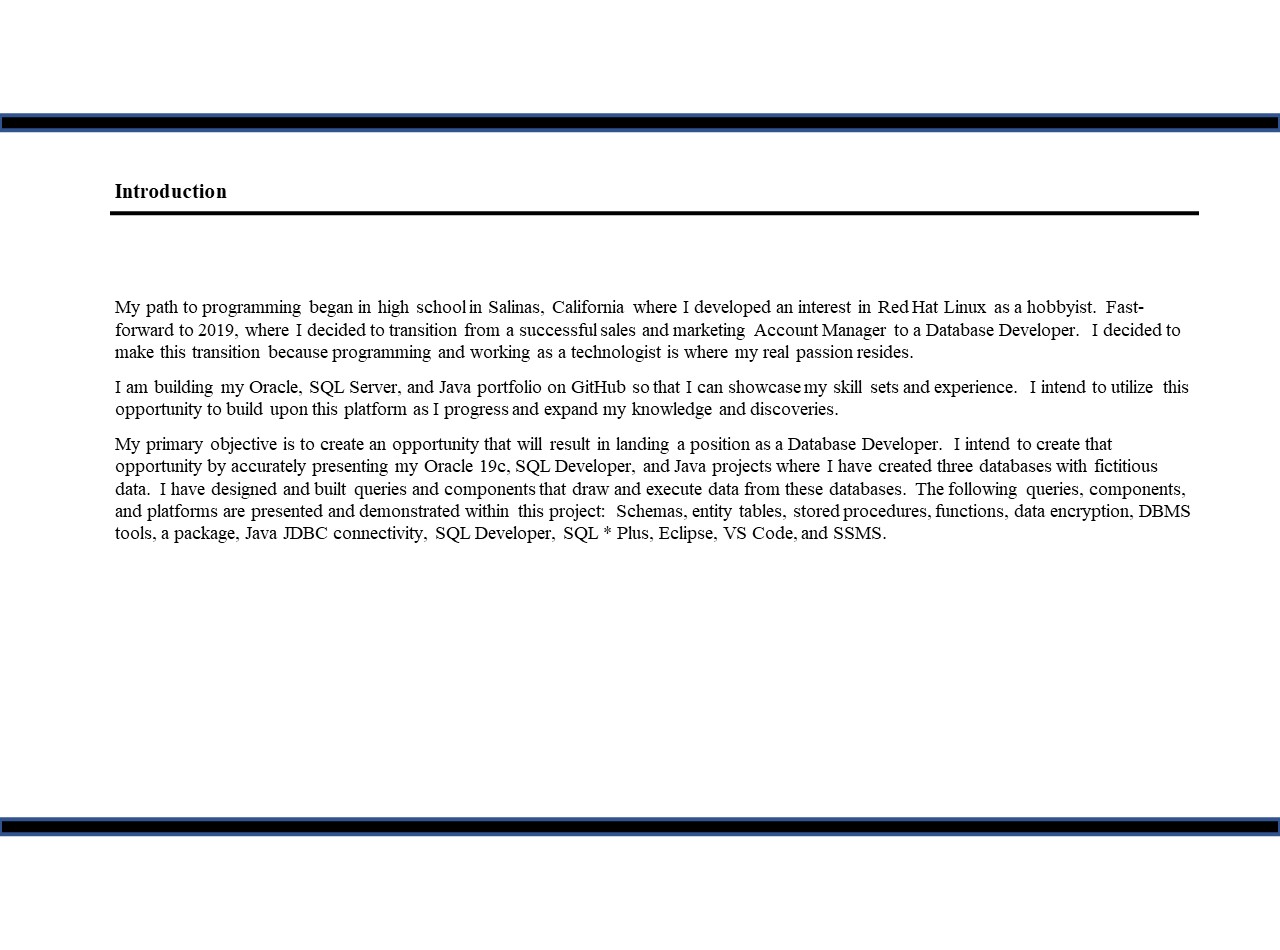 Introduction
My path to programming began in high school in Salinas, California where I developed an interest in Red Hat Linux as a hobbyist. Fast-
forward to 2019, where I decided to transition from a successful sales and marketing Account Manager to a Database Developer. I decided to
make this transition because programming and working as a technologist is where my real passion resides.
I am building my Oracle, SQL Server, and Java portfolio on GitHub so that I can showcase my skill sets and experience. I intend to utilize this
opportunity to build upon this platform as I progress and expand my knowledge and discoveries.
My primary objective is to create an opportunity that will result in landing a position as a Database Developer. I intend to create that
opportunity by accurately presenting my Oracle 19c, SQL Developer, and Java projects where I have created three databases with fictitious
data. I have designed and built queries and components that draw and execute data from these databases. The following queries, components,
and platforms are presented and demonstrated within this project: Schemas, entity tables, stored procedures, functions, data encryption, DBMS
tools, a package, Java JDBC connectivity, SQL Developer, SQL * Plus, Eclipse, VS Code, and SSMS.